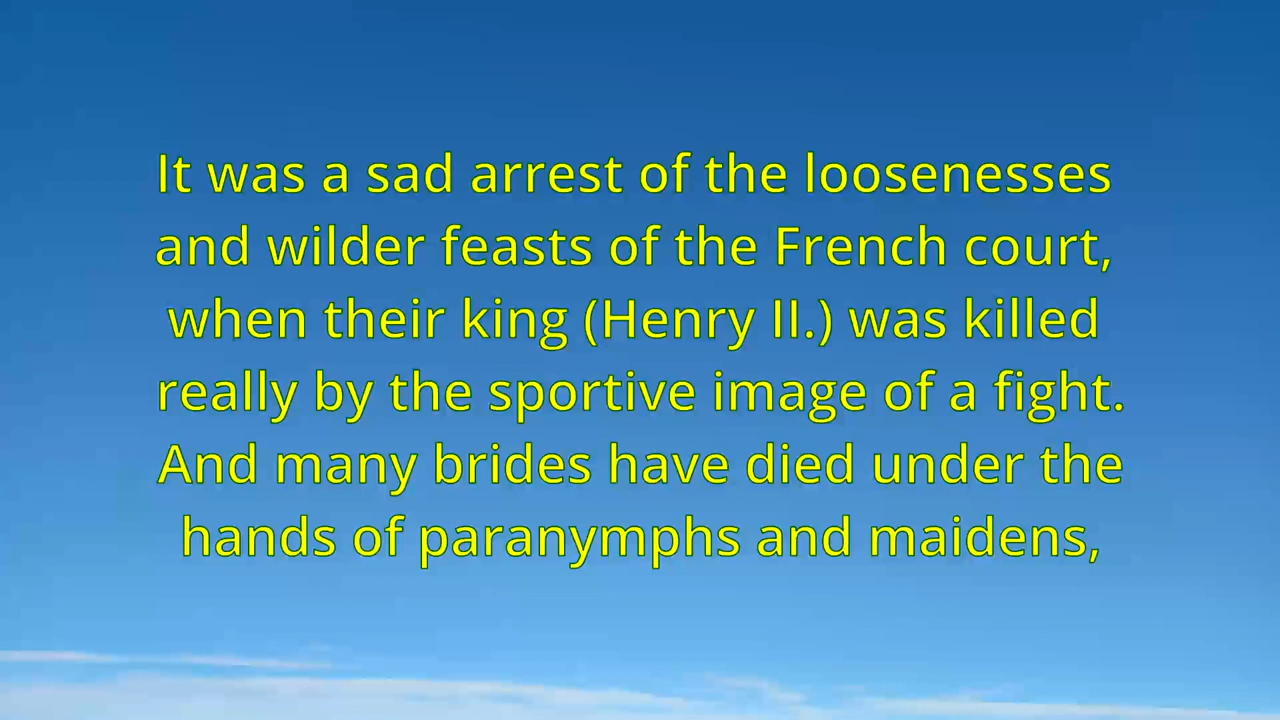 It was a sad arrest of the loosenesses
and wilder feasts of the French court,
when their king (Henry II.) was killed
really by the sportive image of a fight.
And many brides have died under the
hands of paranymphs and maidens,